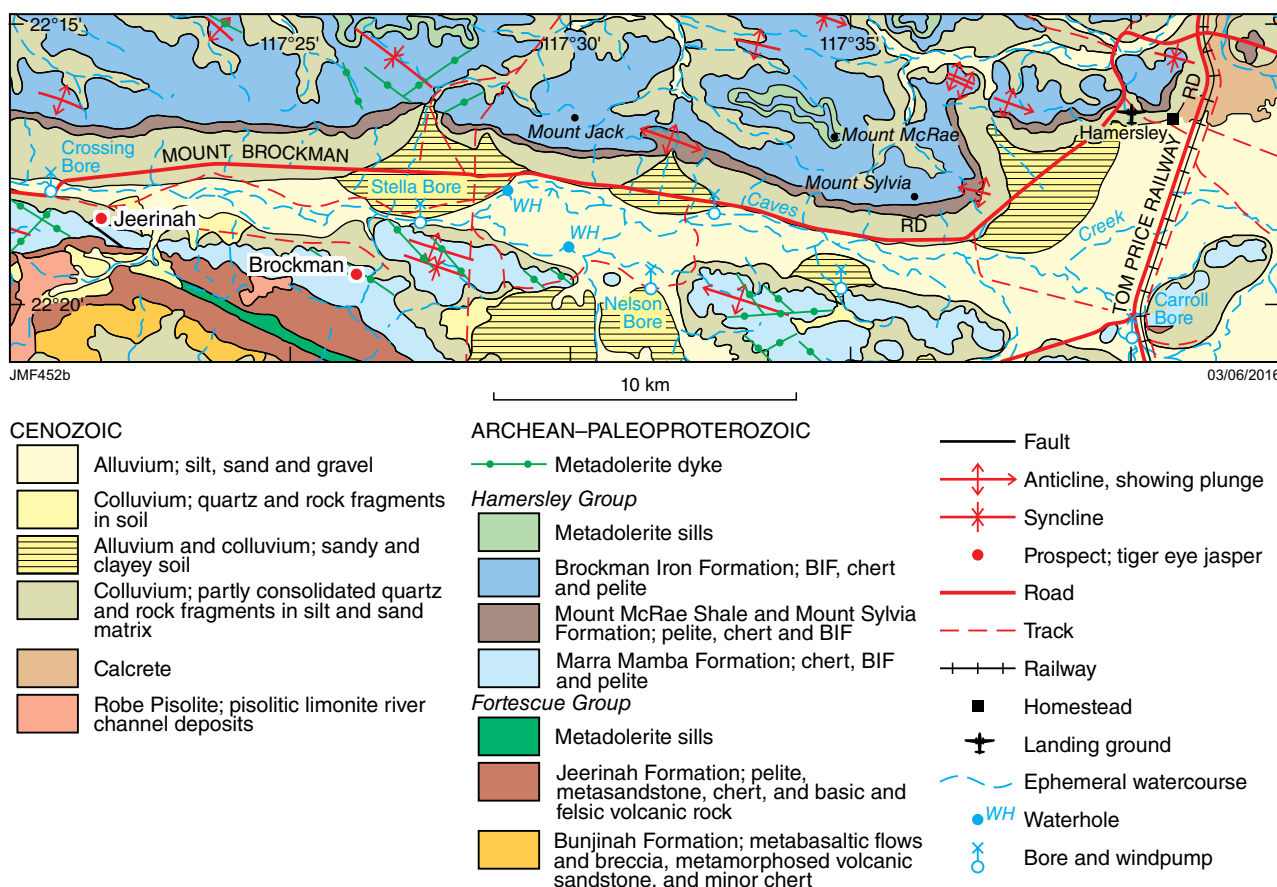 22°15'
117°25'
117°30'
117°35'
RD
Mount Jack
Mount McRae
Hamersley
Crossing
Bore
MOUNT BROCKMAN
Stella Bore
WH
Mount Sylvia
Caves
RD
Creek
TOM PRICE RAILWAY
Jeerinah
WH
Brockman
22°20'
Nelson
Bore
Carroll
Bore
JMF452b
03/06/2016
10 km
CENOZOIC
Alluvium; silt, sand and gravel
Colluvium; quartz and rock fragments
in soil
Alluvium and colluvium; sandy and
clayey soil
Colluvium; partly consolidated quartz
and rock fragments in silt and sand
matrix
Calcrete
Robe Pisolite; pisolitic limonite river
channel deposits
ARCHEAN–PALEOPROTEROZOIC
Metadolerite dyke
Hamersley Group
Metadolerite sills
Brockman Iron Formation; BIF, chert
and pelite
Mount McRae Shale and Mount Sylvia
Formation; pelite, chert and BIF
Marra Mamba Formation; chert, BIF
and pelite
Fortescue Group
Metadolerite sills
Jeerinah Formation; pelite,
metasandstone, chert, and basic and
felsic volcanic rock
Bunjinah Formation; metabasaltic flows
and breccia, metamorphosed volcanic
sandstone, and minor chert
Fault
Anticline, showing plunge
Syncline
Prospect; tiger eye jasper
Road
Track
Railway
Homestead
Landing ground
Ephemeral watercourse
WH
Waterhole
Bore and windpump
RD